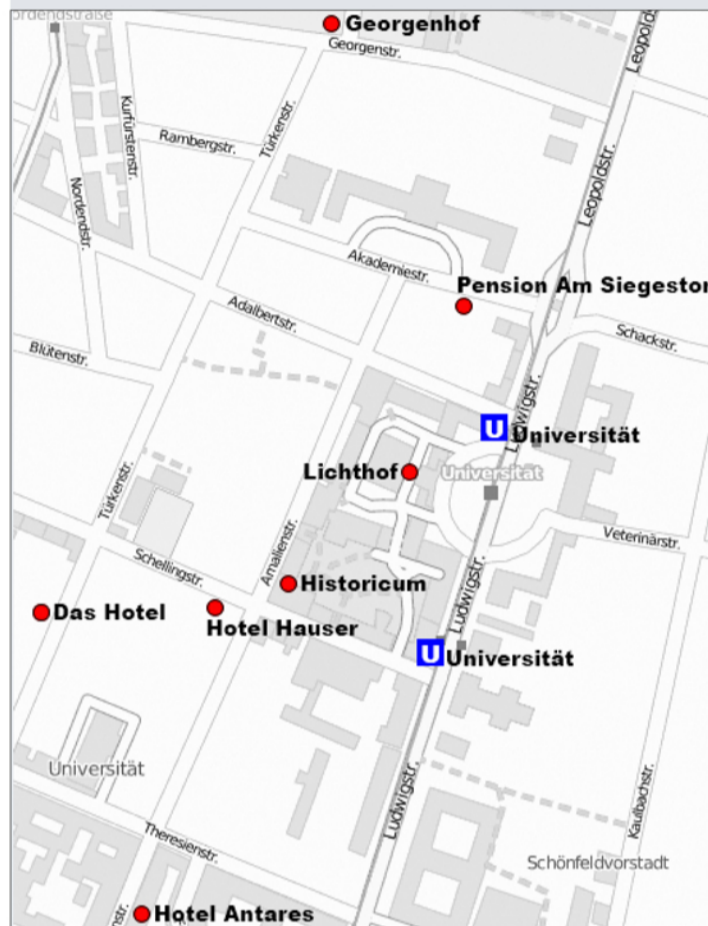 Georgenhof
Georgenstr.
Leopoldstr.
Kurfürstenstr.
Türkenstr.
Rambergstr.
Nordendstr.
Leopoldstr.
Akademiestr.
Pension Am Siegestor
Adalbertstr.
Schackstr.
Blütenstr.
Ludwigstr.
U Universität
Lichthof
Universität
Türkenstr.
Amalienstr.
Veterinärstr.
Schellingstr.
Historicum
Das Hotel
Hotel Hauser
Ludwigstr.
U Universität
Universität
Ludwigstr.
Kaulbachstr.
Theresienstr.
Schönfeldvorstadt
Hotel Antares